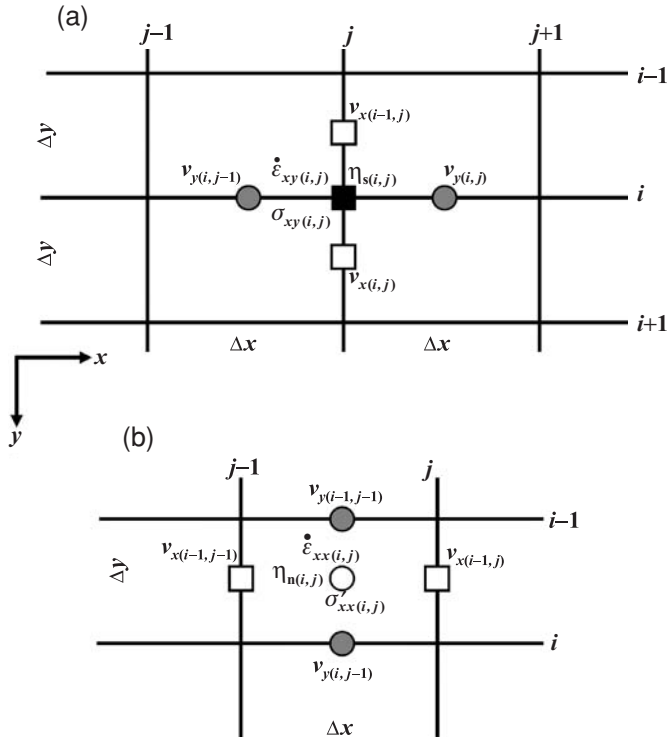 (a)
j–1 j j+1
i–1
Δy
v_x(i–1, j)
v_y(i, j–1) ε̇_xy(i, j) η_s(i, j) v_y(i, j)
i
σ_xy(i, j)
Δy
v_x(i, j)
i+1
Δx Δx
x
y
(b)
j–1 j
v_y(i–1, j–1)
i–1
v_x(i–1, j–1) ε̇_xx(i, j) v_x(i–1, j)
Δy
η_n(i, j)
σ′_xx(i, j)
i
v_y(i, j–1)
Δx